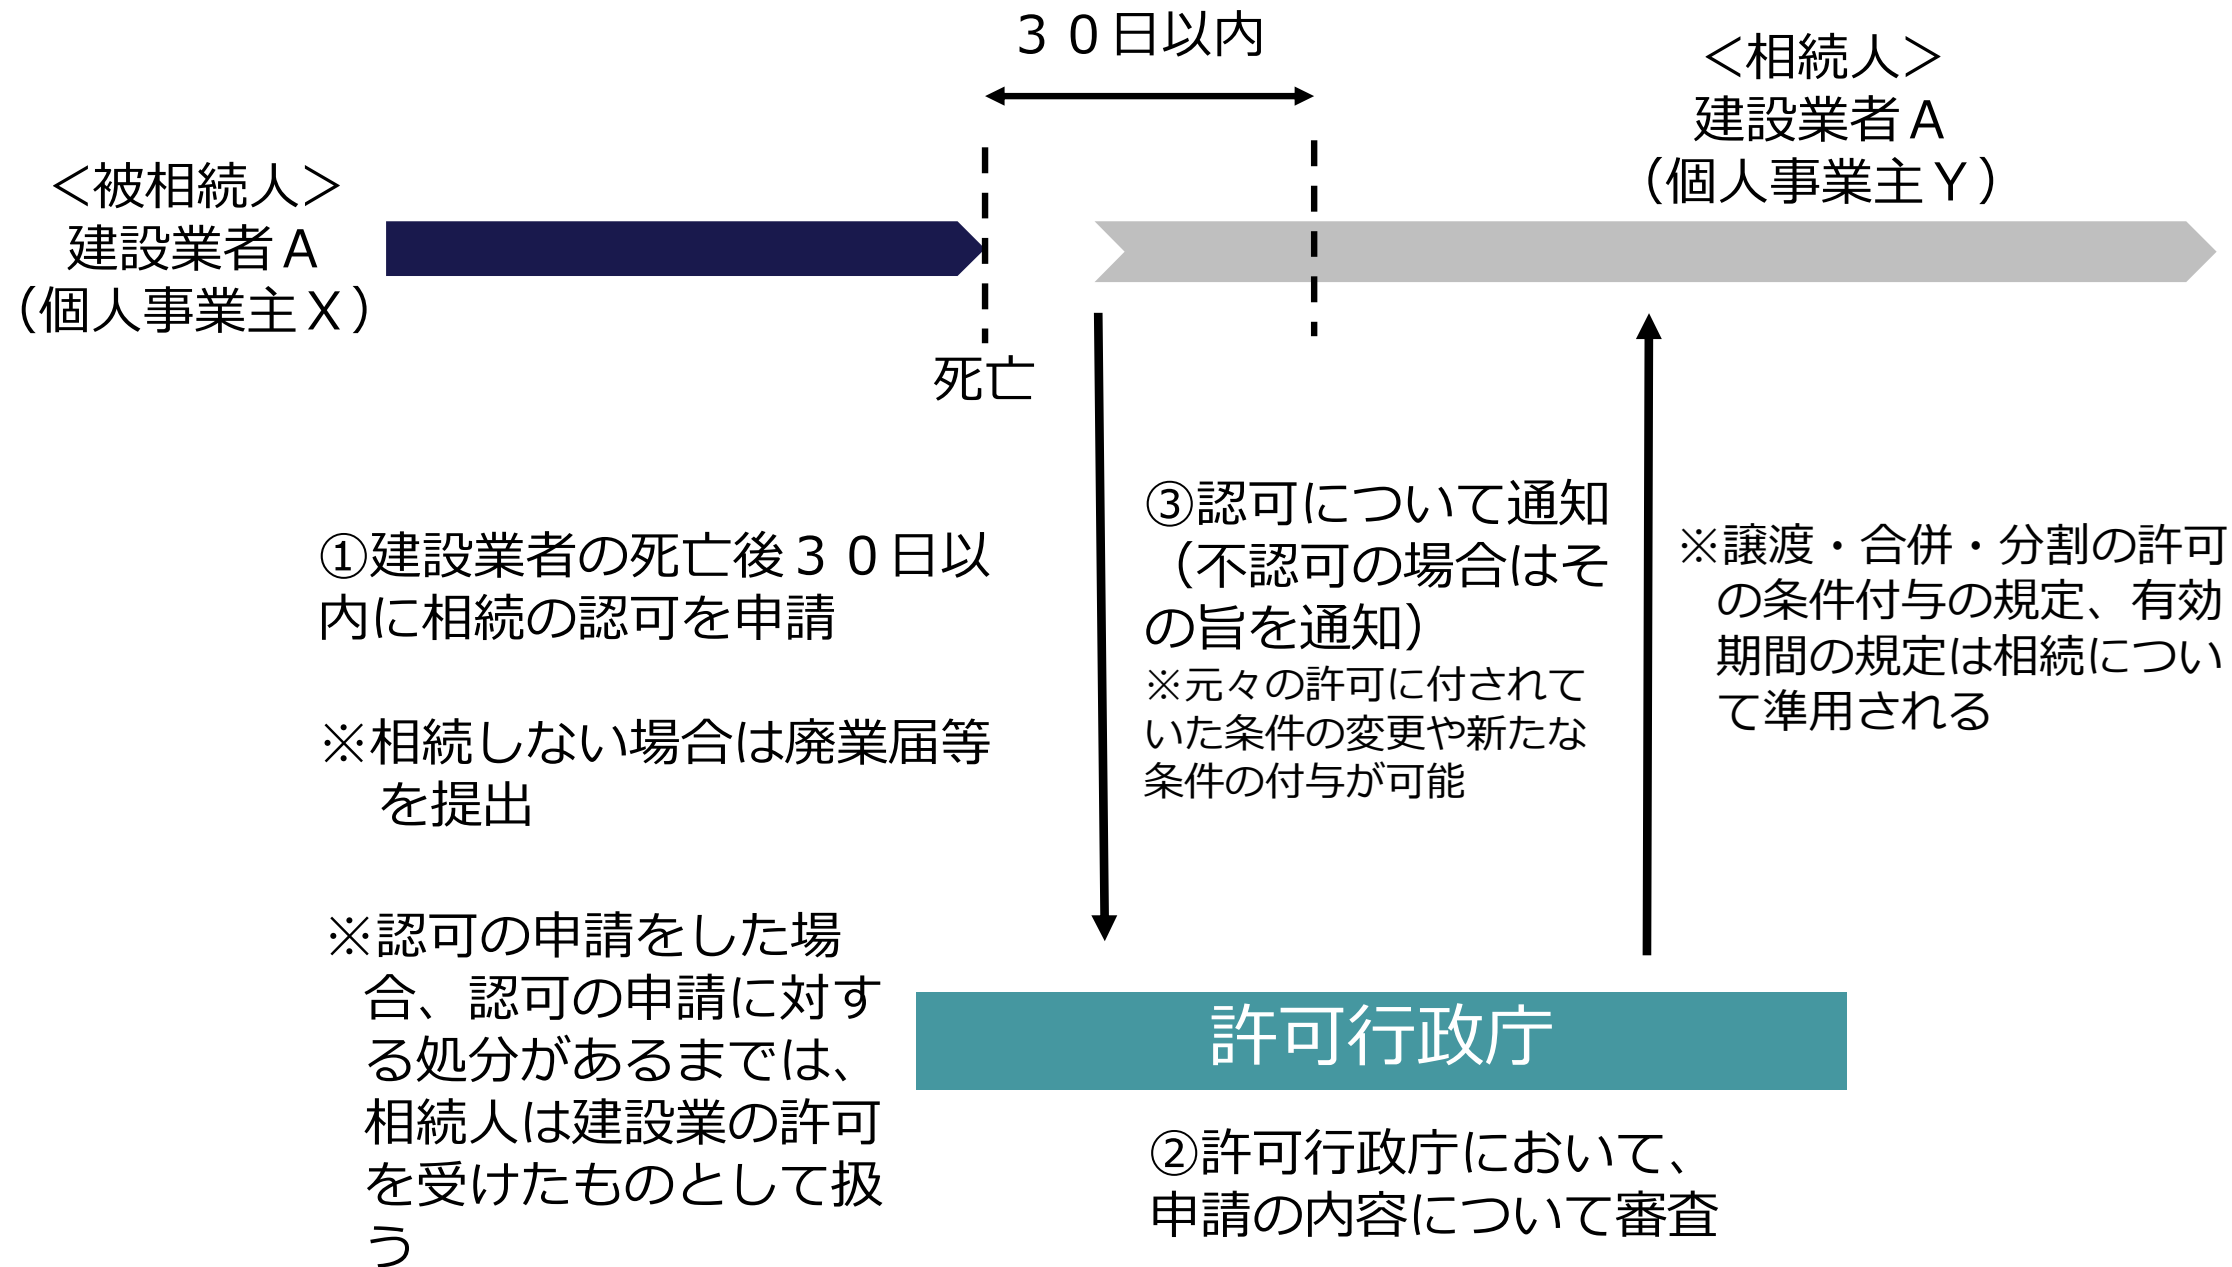 ３０日以内
＜相続人＞
建設業者Ａ
（個人事業主Ｙ）
＜被相続人＞
建設業者Ａ
（個人事業主Ｘ）
死亡
①建設業者の死亡後３０日以
内に相続の認可を申請
※相続しない場合は廃業届等
を提出
※認可の申請をした場
合、認可の申請に対す
る処分があるまでは、
相続人は建設業の許可
を受けたものとして扱
う
③認可について通知
（不認可の場合はそ
の旨を通知）
※元々の許可に付されて
いた条件の変更や新たな
条件の付与が可能
※譲渡・合併・分割の許可
の条件付与の規定、有効
期間の規定は相続につい
て準用される
許可行政庁
②許可行政庁において、
申請の内容について審査